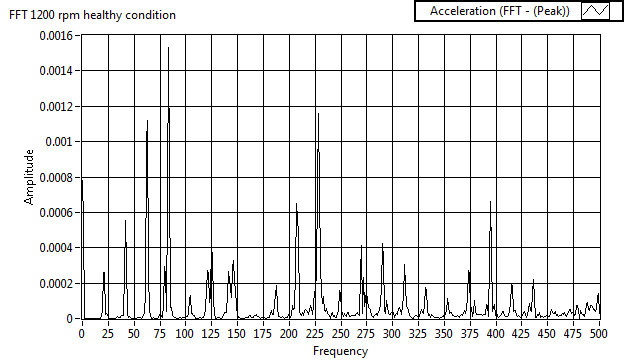 FFT 1200 rpm healthy condition
Acceleration (FFT - (Peak))
0.0016
0.0014
0.0012
0.001
0.0008
0.0006
0.0004
0.0002
0
Amplitude
0 25 50 75 100 125 150 175 200 225 250 275 300 325 350 375 400 425 450 475 500
Frequency